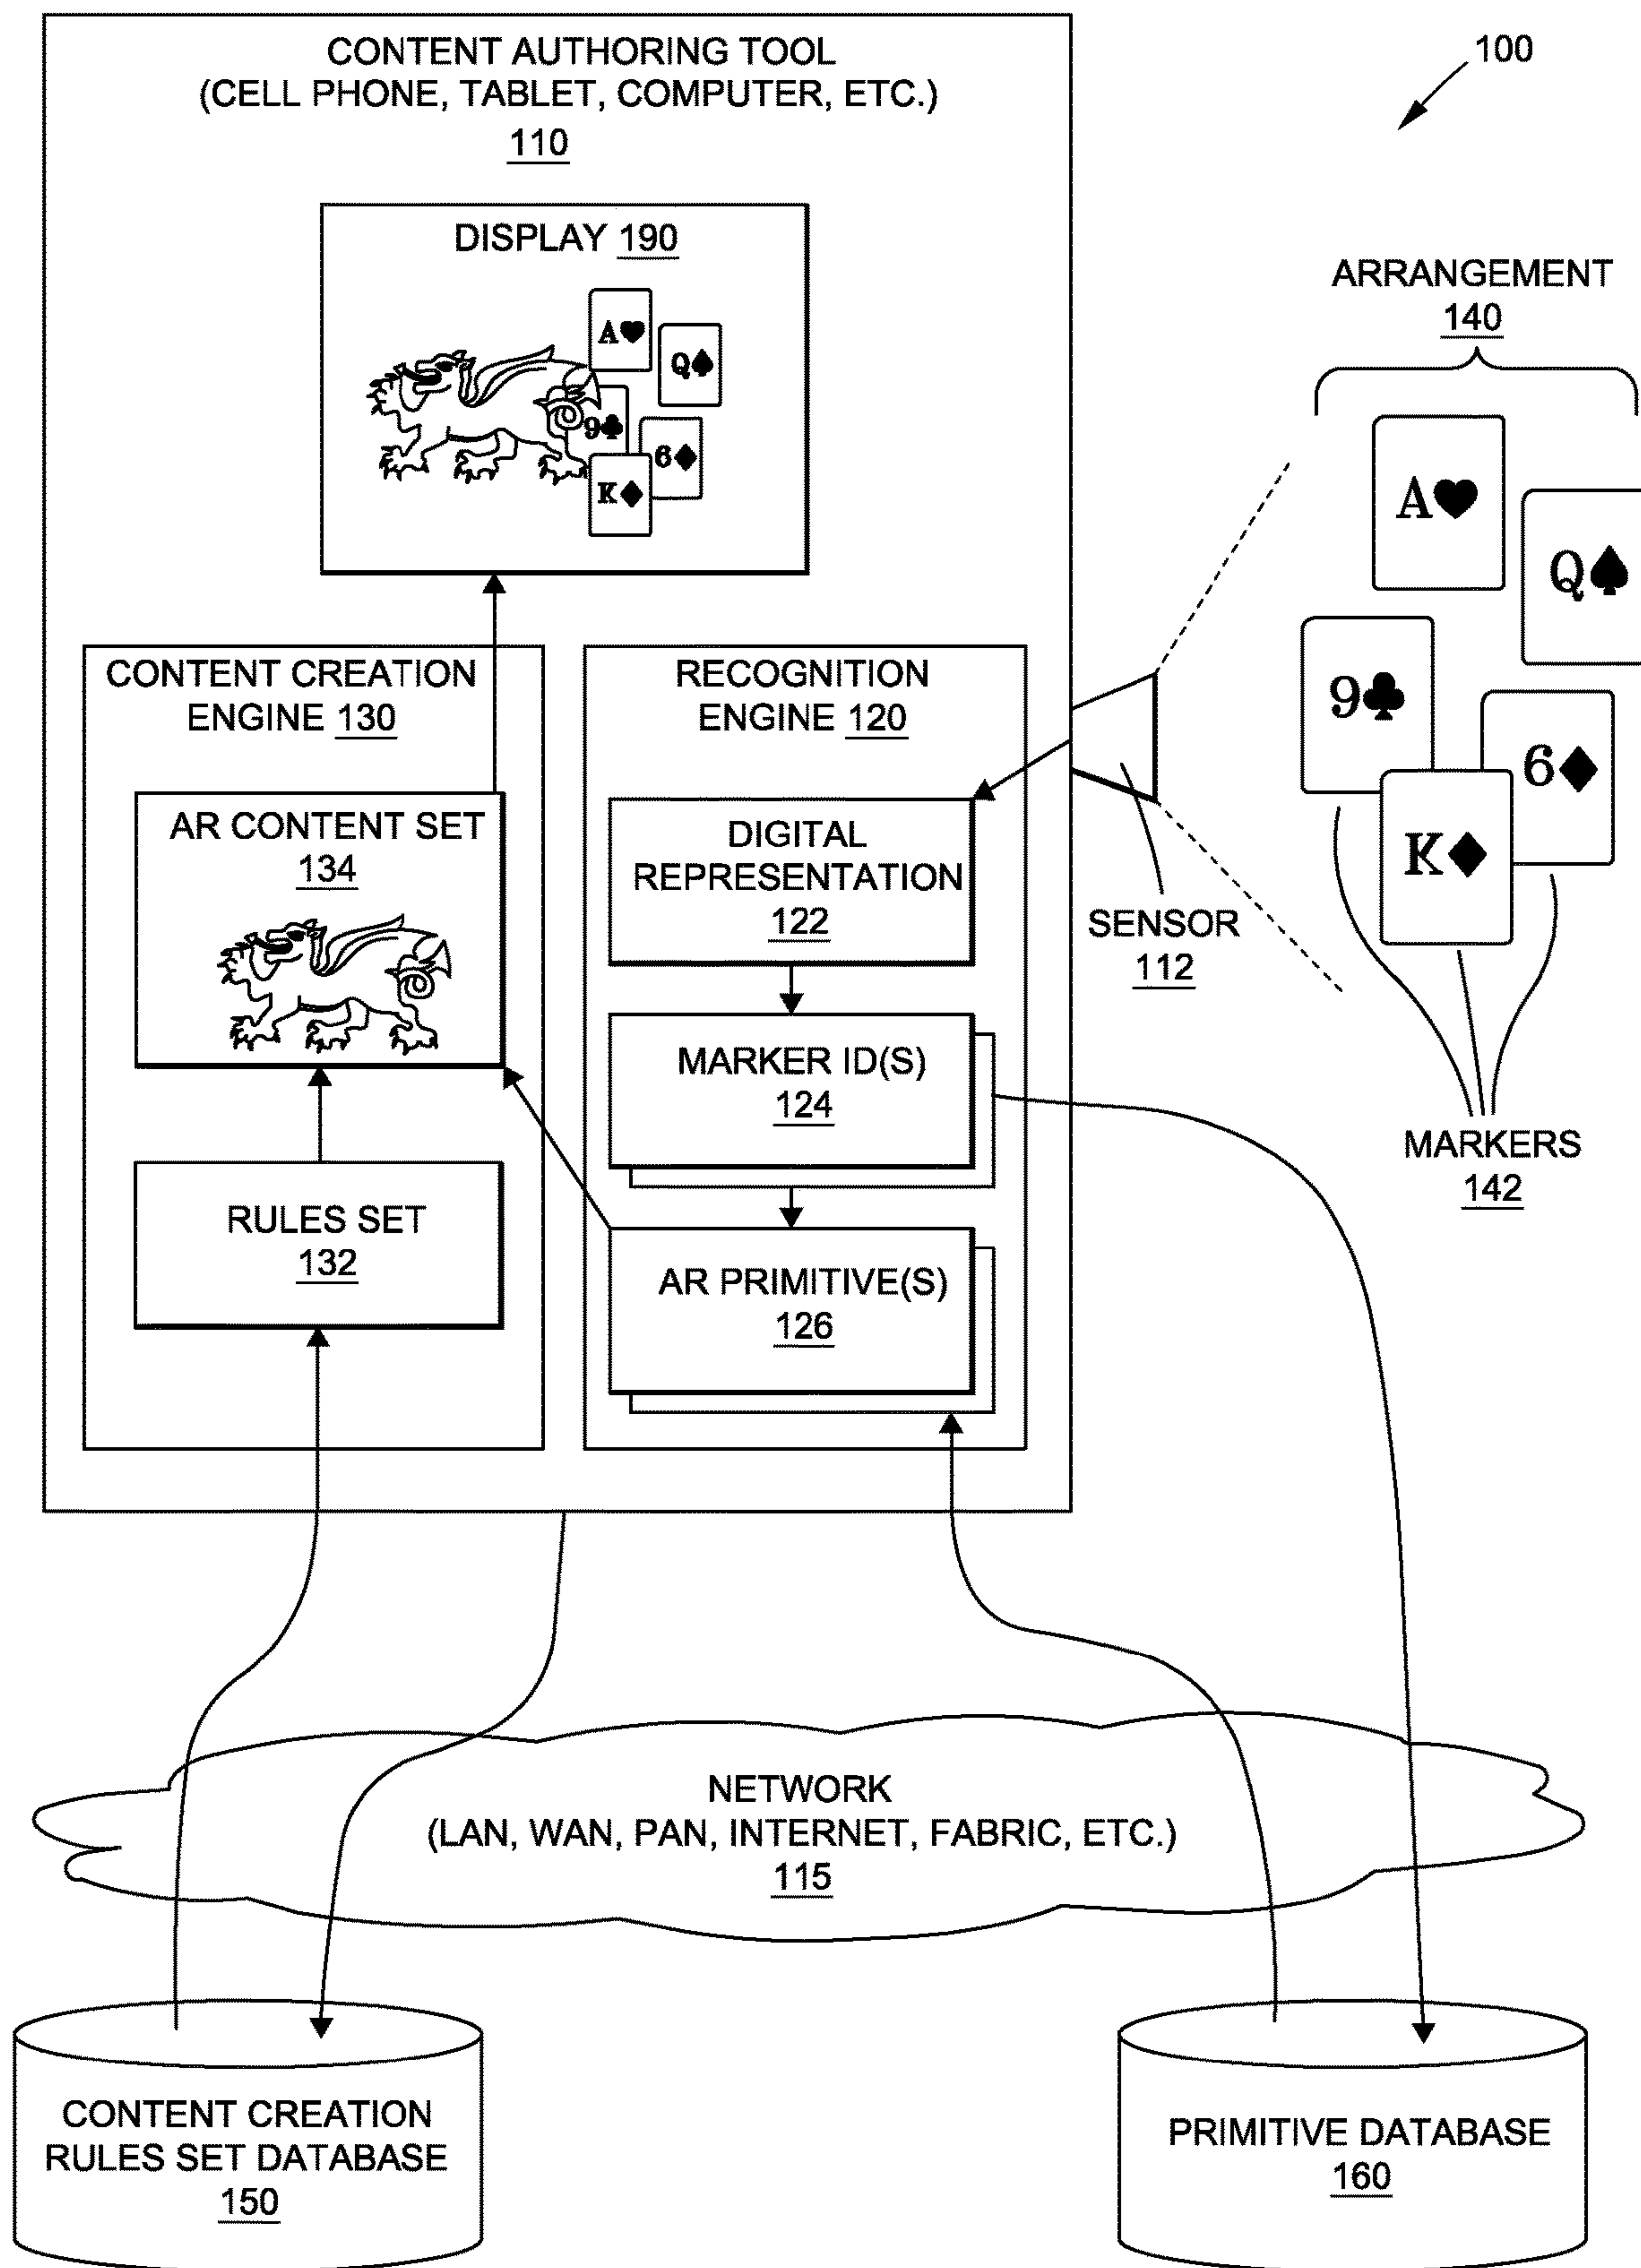 CONTENT AUTHORING TOOL
(CELL PHONE, TABLET, COMPUTER, ETC.)
110
100
DISPLAY 190
A♥
Q♠
9♣
6♦
K♦
ARRANGEMENT
140
A♥
Q♠
9♣
6♦
K♦
CONTENT CREATION
ENGINE 130
RECOGNITION
ENGINE 120
AR CONTENT SET
134
DIGITAL
REPRESENTATION
122
SENSOR
112
MARKER ID(S)
124
MARKERS
142
RULES SET
132
AR PRIMITIVE(S)
126
NETWORK
(LAN, WAN, PAN, INTERNET, FABRIC, ETC.)
115
CONTENT CREATION
RULES SET DATABASE
150
PRIMITIVE DATABASE
160